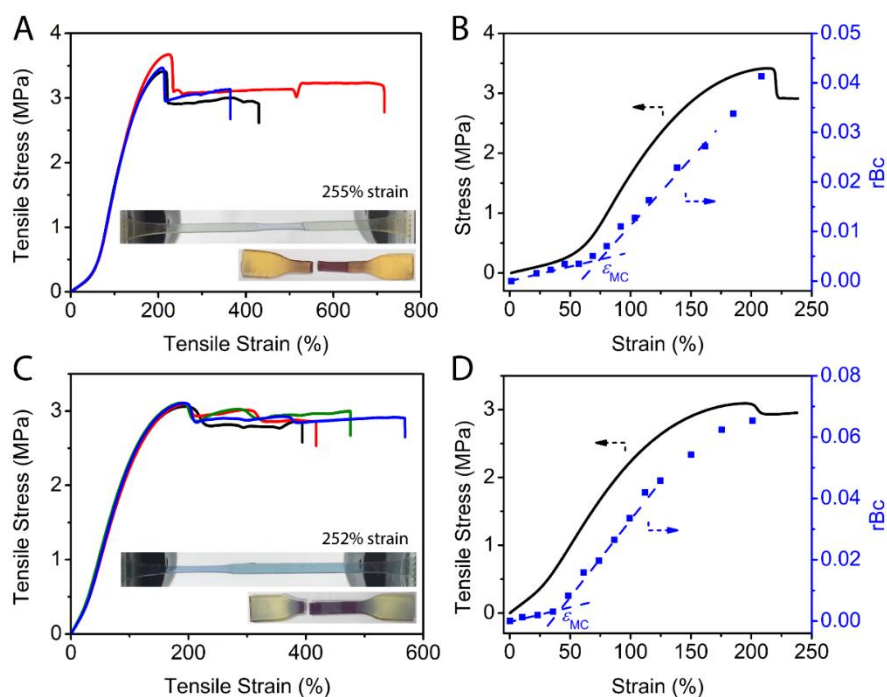 A
Tensile Stress (MPa)
4
3
2
1
0
0 200 400 600 800
Tensile Strain (%)
255% strain
B
Stress (MPa)
4
3
2
1
0
0 50 100 150 200 250
Strain (%)
0.05
0.04
0.03
0.02
0.01
0.00
rBc
εMC
C
Tensile Stress (MPa)
4
3
2
1
0
0 200 400 600
Tensile Strain (%)
252% strain
D
Tensile Stress (MPa)
3
2
1
0
0 50 100 150 200 250
Strain (%)
0.08
0.06
0.04
0.02
0.00
rBc
εMC